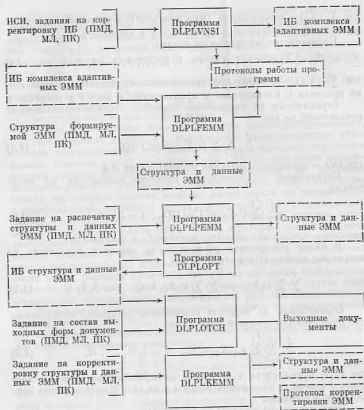 НСИ, задания на кор-
ректировку ИБ (ПМД,
МЛ, ПК)
Программа
DLPLVNSI
ИБ комплекса
адаптивных ЭММ
Протоколы работы про-
грамм
ИБ комплекса адаптив-
ных ЭММ
Структура формируе-
мой ЭММ (ПМД, МЛ,
ПК)
Программа
DLPLFEMM
Структура и данные
ЭММ
Задание на распечатку
структуры и данных
ЭММ (ПМД, МЛ, ПК)
Программа
DLPLPEMM
Структура и дан-
ные ЭММ
ИБ структура и данные
ЭММ
Программа
DLPLOPT
Задание на состав вы-
ходных форм докумен-
тов (ПМД, МЛ, ПК)
Программа
DLPLOTCH
Выходные доку-
менты
Задание на корректи-
ровку структуры и дан-
ных ЭММ (ПМД, МЛ,
ПК)
Программа
DLPLKEMM
Структура и дан-
ные ЭММ
Протокол коррек-
тировки ЭММ